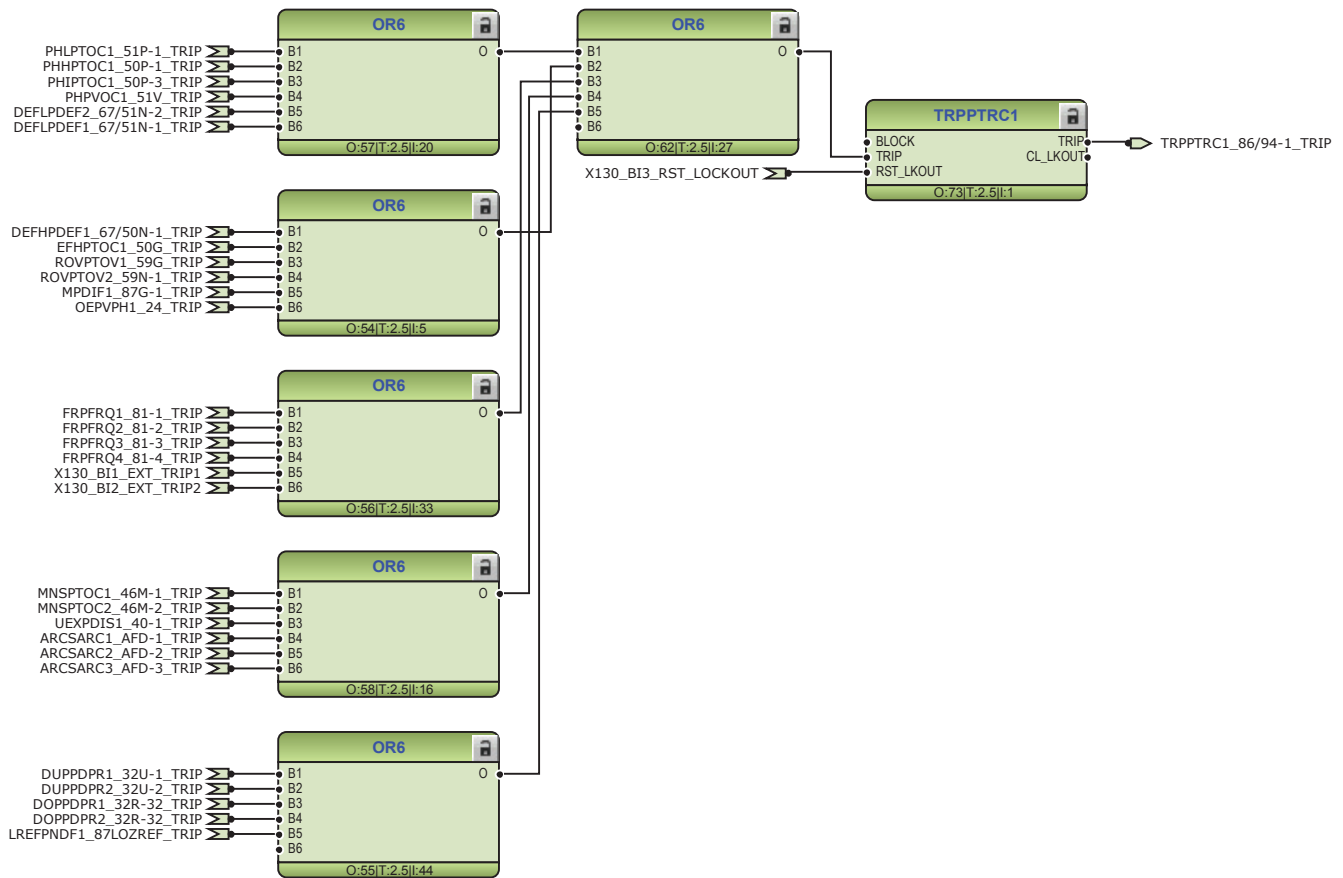 OR6
PHLPTOC1_51P-1_TRIP B1 O
PHHPTOC1_50P-1_TRIP B2
PHIPTOC1_50P-3_TRIP B3
PHPVOC1_51V_TRIP B4
DEFLPDEF2_67/51N-2_TRIP B5
DEFLPDEF1_67/51N-1_TRIP B6
O:57|T:2.5|I:20
OR6
B1 O
B2
B3
B4
B5
B6
O:62|T:2.5|I:27
X130_BI3_RST_LOCKOUT
TRPPTRC1
BLOCK TRIP
TRIP CL_LKOUT
RST_LKOUT
O:73|T:2.5|I:1
TRPPTRC1_86/94-1_TRIP
OR6
DEFHPDEF1_67/50N-1_TRIP B1 O
EFHPTOC1_50G_TRIP B2
ROVPTOV1_59G_TRIP B3
ROVPTOV2_59N-1_TRIP B4
MPDIF1_87G-1_TRIP B5
OEPVPH1_24_TRIP B6
O:54|T:2.5|I:5
OR6
FRPFRQ1_81-1_TRIP B1 O
FRPFRQ2_81-2_TRIP B2
FRPFRQ3_81-3_TRIP B3
FRPFRQ4_81-4_TRIP B4
X130_BI1_EXT_TRIP1 B5
X130_BI2_EXT_TRIP2 B6
O:56|T:2.5|I:33
OR6
MNSPTOC1_46M-1_TRIP B1 O
MNSPTOC2_46M-2_TRIP B2
UEXPDIS1_40-1_TRIP B3
ARCSARC1_AFD-1_TRIP B4
ARCSARC2_AFD-2_TRIP B5
ARCSARC3_AFD-3_TRIP B6
O:58|T:2.5|I:16
OR6
DUPPDPR1_32U-1_TRIP B1 O
DUPPDPR2_32U-2_TRIP B2
DOPPDPR1_32R-32_TRIP B3
DOPPDPR2_32R-32_TRIP B4
LREFPNDF1_87LOZREF_TRIP B5
B6
O:55|T:2.5|I:44